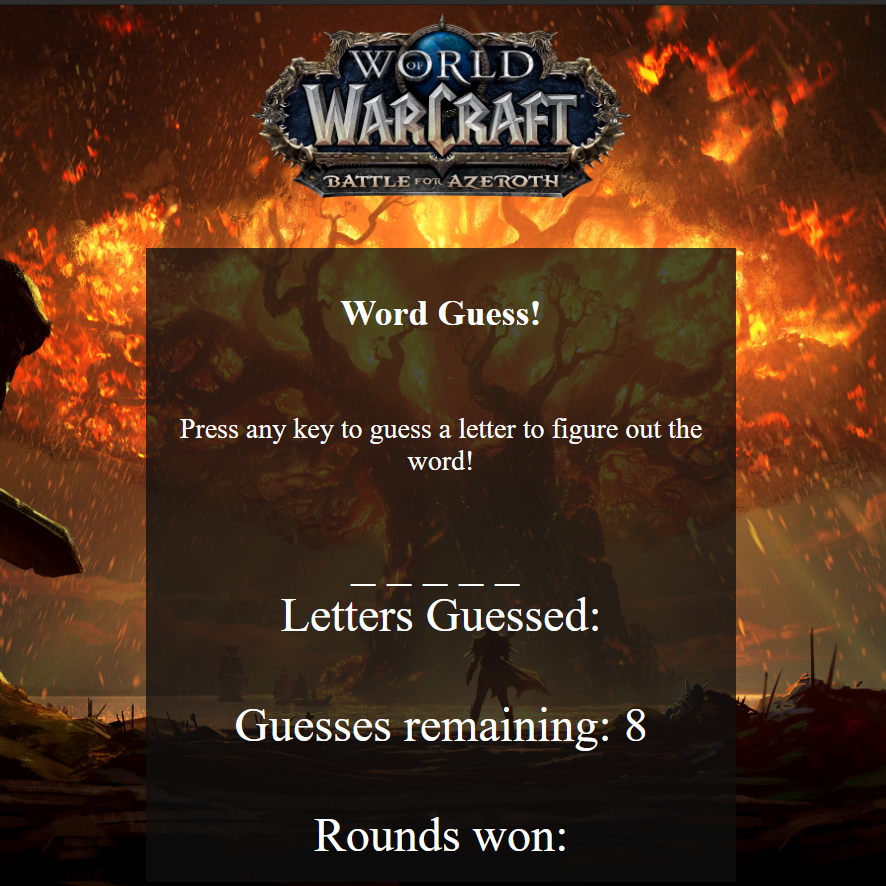 WORLD
OF
WARCRAFT
BATTLE FOR AZEROTH
Word Guess!
Press any key to guess a letter to figure out the
word!
_ _ _ _ _
Letters Guessed:
Guesses remaining: 8
Rounds won: